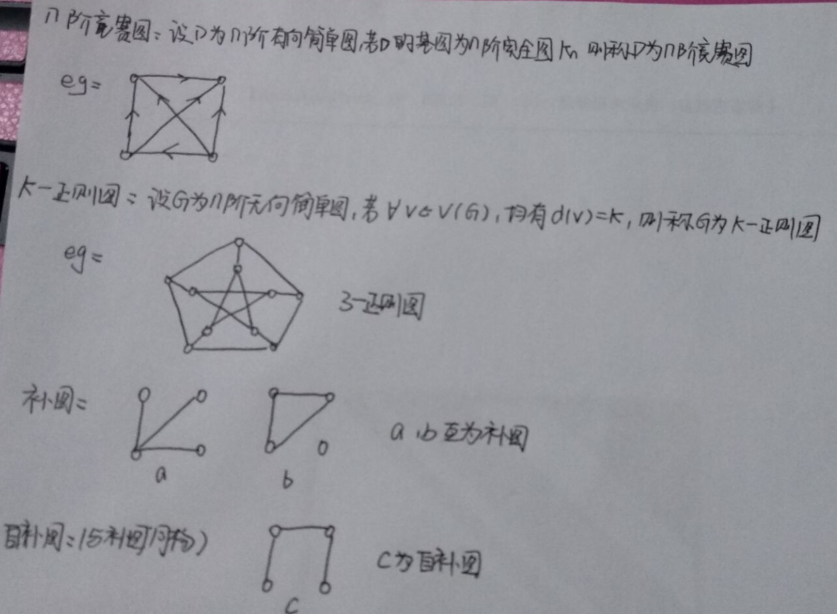 n阶竞赛图：设D为n阶有向简单图，若D的基图为n阶完全图Kn，则称D为n阶竞赛图
eg：
k-正则图：设G为n阶无向简单图，若∀v∈V(G)，均有d(v)=k，则称G为k-正则图
eg：
3-正则图
补图：
a
b
a、b互为补图
自补图：(与补图同构)
c
c为自补图